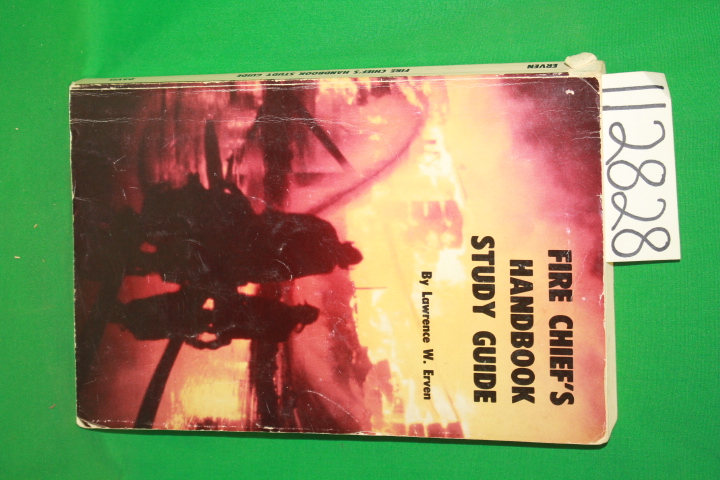 FIRE CHIEF'S
HANDBOOK
STUDY GUIDE
By Lawrence W. Erven
ERVEN
FIRE CHIEF'S HANDBOOK STUDY GUIDE
112828